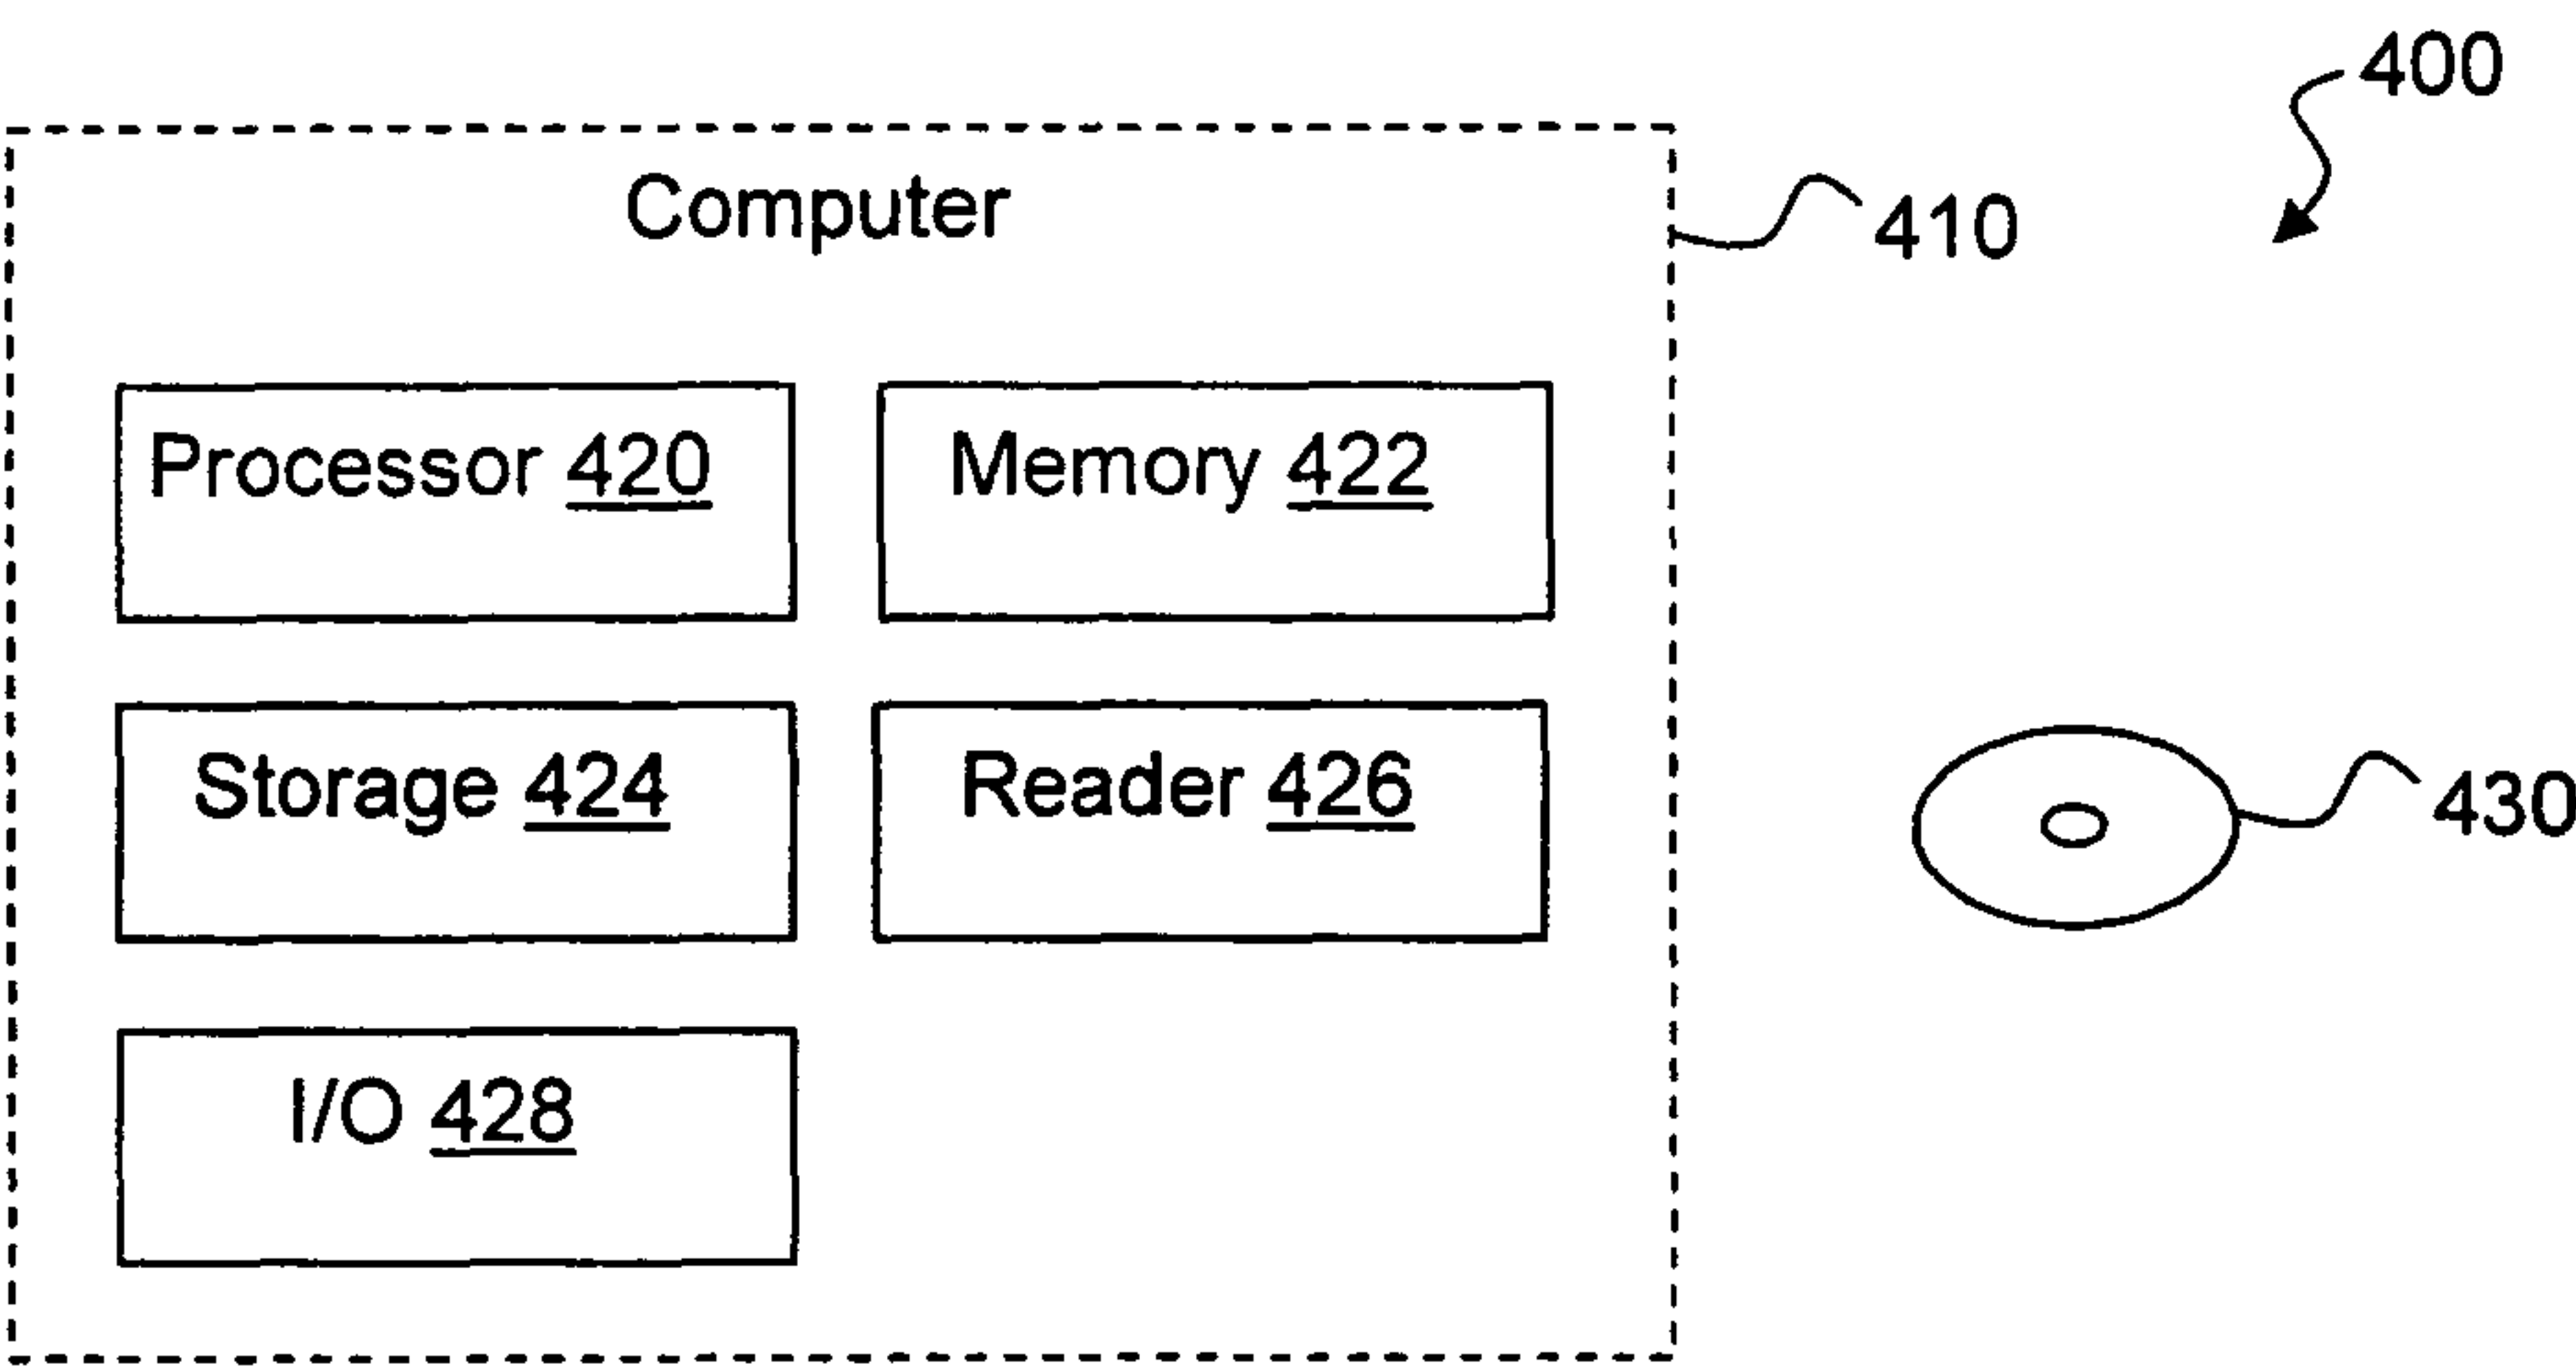 400
Computer
410
Processor 420
Memory 422
Storage 424
Reader 426
430
I/O 428